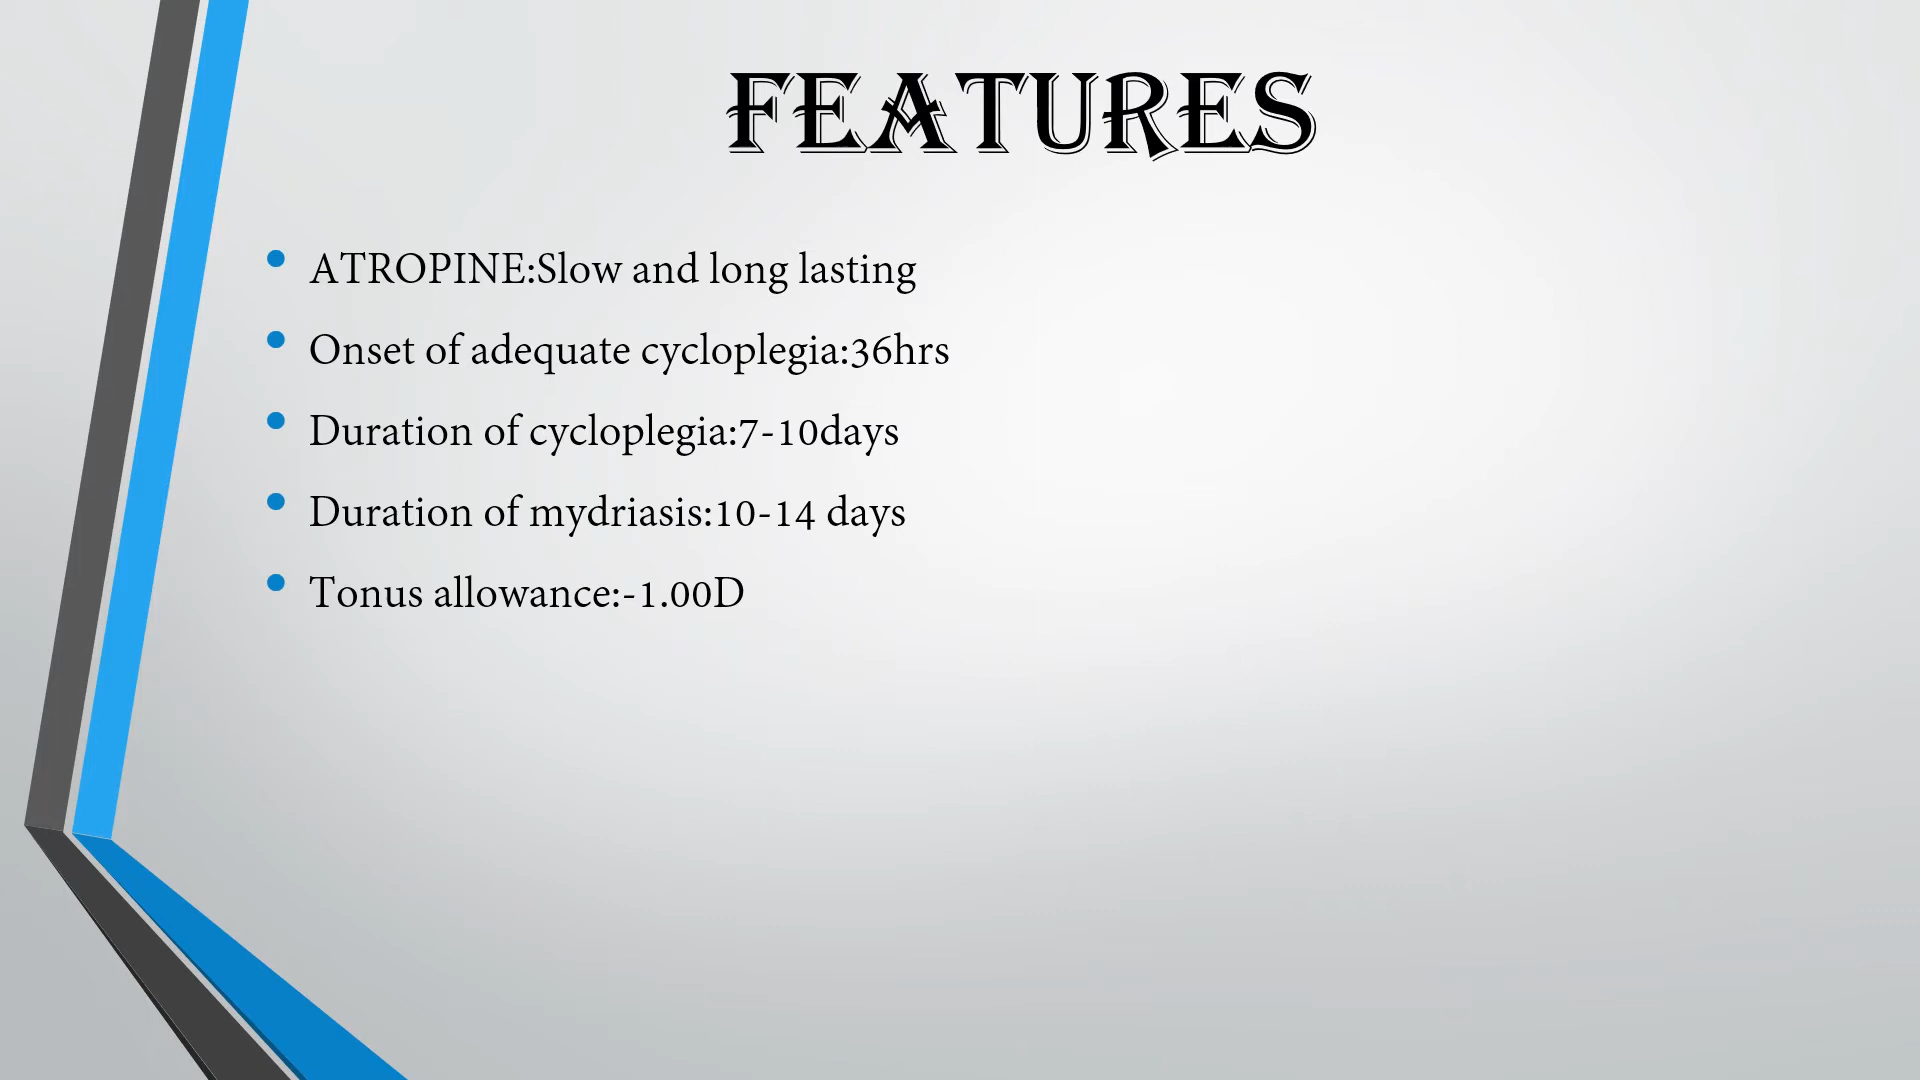 FEATURES
ATROPINE:Slow and long lasting
Onset of adequate cycloplegia:36hrs
Duration of cycloplegia:7-10days
Duration of mydriasis:10-14 days
Tonus allowance:-1.00D